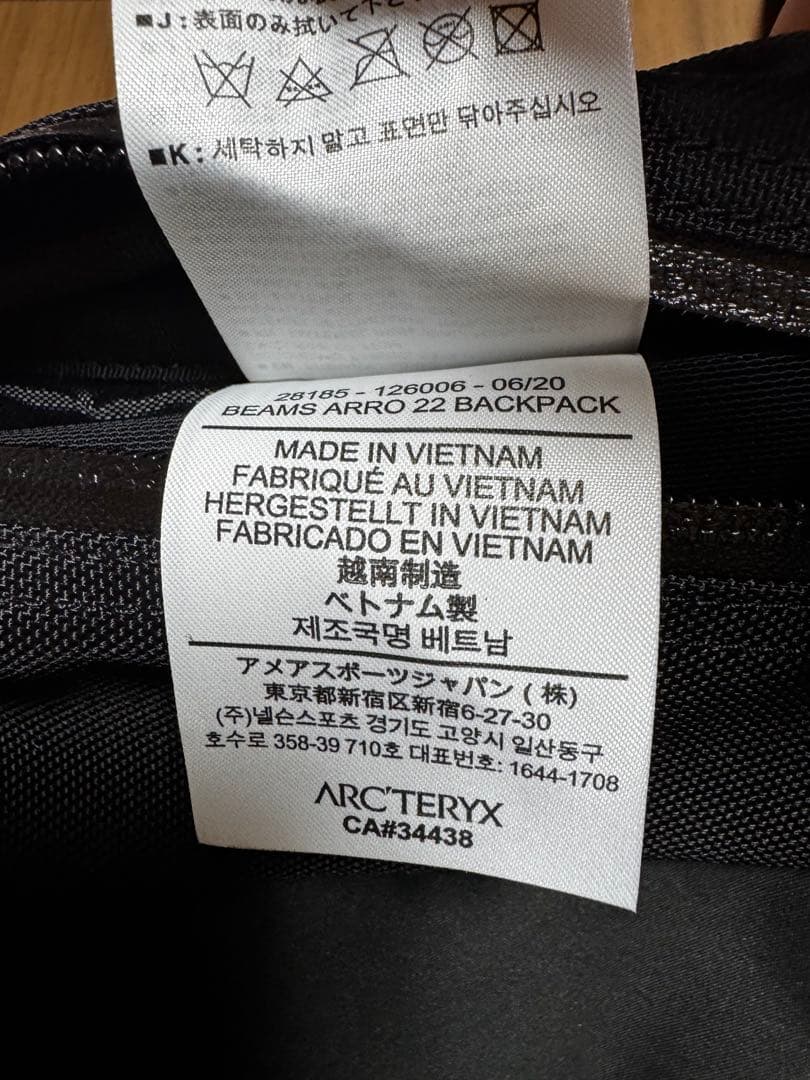 ■J：表面のみ拭いて下さ
■K: 세탁하지 말고 표면만 닦아주십시오
28185 - 126006 - 06/20
BEAMS ARRO 22 BACKPACK
MADE IN VIETNAM
FABRIQUÉ AU VIETNAM
HERGESTELLT IN VIETNAM
FABRICADO EN VIETNAM
越南制造
ベトナム製
제조국명 베트남
アメアスポーツジャパン (株)
東京都新宿区新宿6-27-30
(주)넬슨스포츠 경기도 고양시 일산동구
호수로 358-39 710호 대표번호: 1644-1708
ARC'TERYX
CA#34438